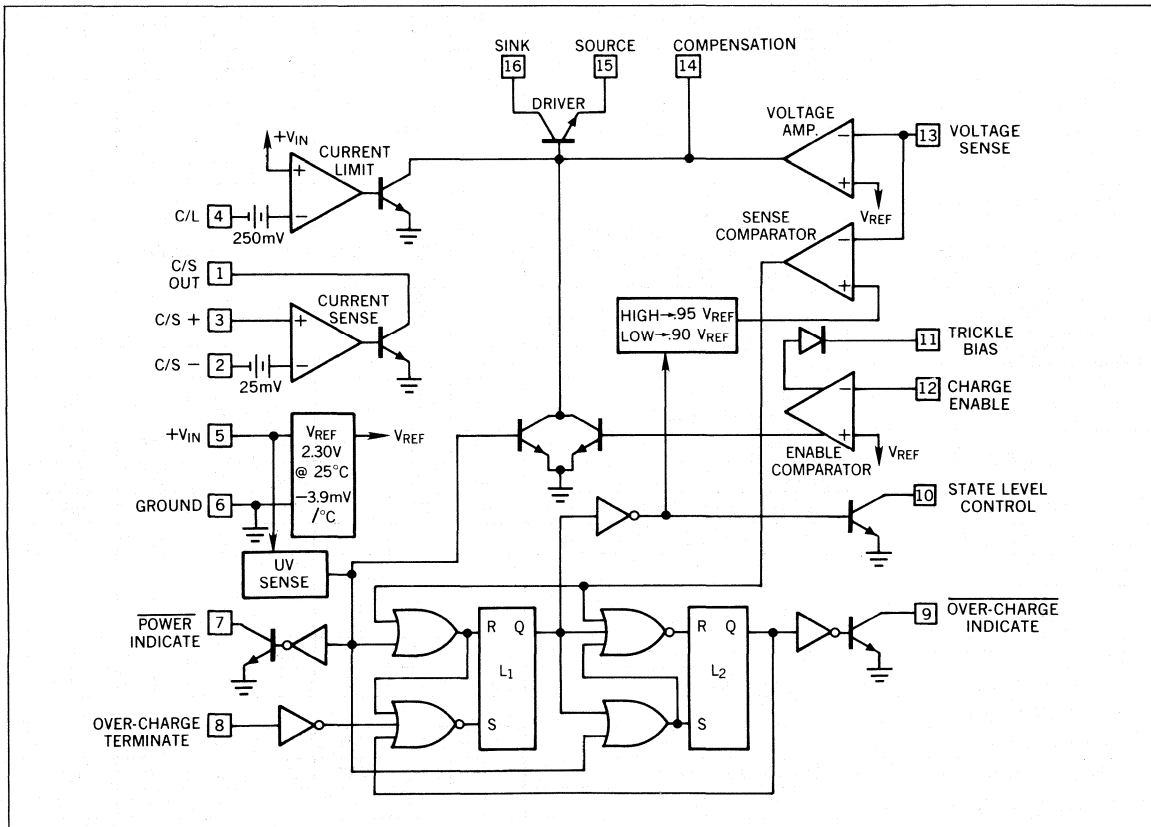 SINK
SOURCE
COMPENSATION
16
15
14
DRIVER
VOLTAGE
AMP.
−
13
VOLTAGE
SENSE
+
VREF
+VIN
CURRENT
LIMIT
+
−
C/L
4
250mV
SENSE
COMPARATOR
−
+
C/S
OUT
1
CURRENT
SENSE
C/S +
3
+
C/S −
2
−
25mV
HIGH→.95 VREF
LOW→.90 VREF
11
TRICKLE
BIAS
−
12
CHARGE
ENABLE
+
VREF
ENABLE
COMPARATOR
+VIN
5
VREF
2.30V
@ 25°C
−3.9mV
/°C
VREF
GROUND
6
10
STATE LEVEL
CONTROL
UV
SENSE
POWER
INDICATE
7
R
Q
L1
S
R
Q
L2
S
9
OVER-CHARGE
INDICATE
OVER-CHARGE
TERMINATE
8